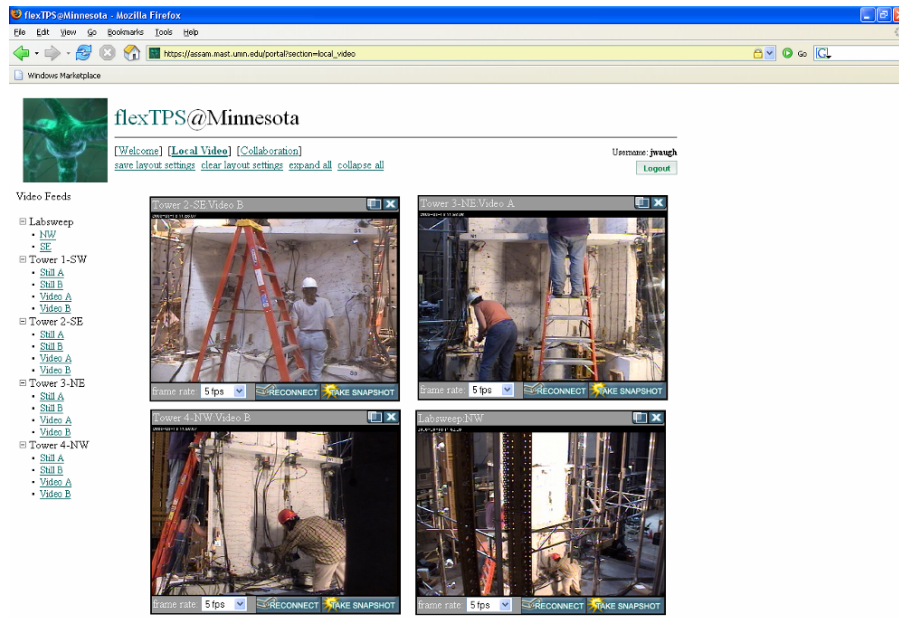 flexTPS@Minnesota - Mozilla Firefox
File Edit View Go Bookmarks Tools Help
https://assam.mast.umn.edu/portal?section=local_video
Go
Windows Marketplace
flexTPS@Minnesota
[Welcome] [Local Video] [Collaboration]
Username: jwaugh
save layout settings clear layout settings expand all collapse all
Logout
Video Feeds
Labsweep
NW
SE
Tower 1-SW
Still A
Still B
Video A
Video B
Tower 2-SE
Still A
Still B
Video A
Video B
Tower 3-NE
Still A
Still B
Video A
Video B
Tower 4-NW
Still A
Still B
Video A
Video B
Tower 2-SE:Video B
frame rate: 5 fps RECONNECT TAKE SNAPSHOT
Tower 3-NE:Video A
frame rate: 5 fps RECONNECT TAKE SNAPSHOT
Tower 4-NW:Video B
frame rate: 5 fps RECONNECT TAKE SNAPSHOT
Labsweep:NW
frame rate: 5 fps RECONNECT TAKE SNAPSHOT